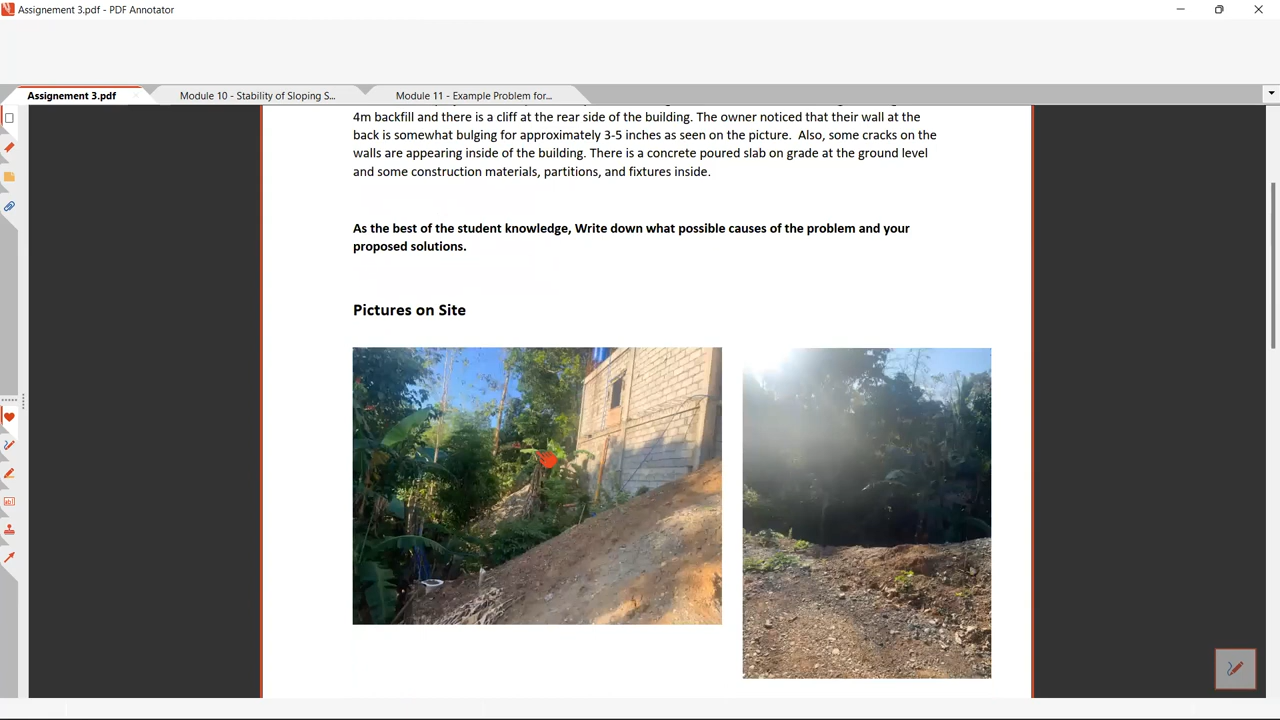 Assignement 3.pdf - PDF Annotator
Assignement 3.pdf
Module 10 - Stability of Sloping S...
Module 11 - Example Problem for...
4m backfill and there is a cliff at the rear side of the building. The owner noticed that their wall at the
back is somewhat bulging for approximately 3-5 inches as seen on the picture. Also, some cracks on the
walls are appearing inside of the building. There is a concrete poured slab on grade at the ground level
and some construction materials, partitions, and fixtures inside.
As the best of the student knowledge, Write down what possible causes of the problem and your
proposed solutions.
Pictures on Site